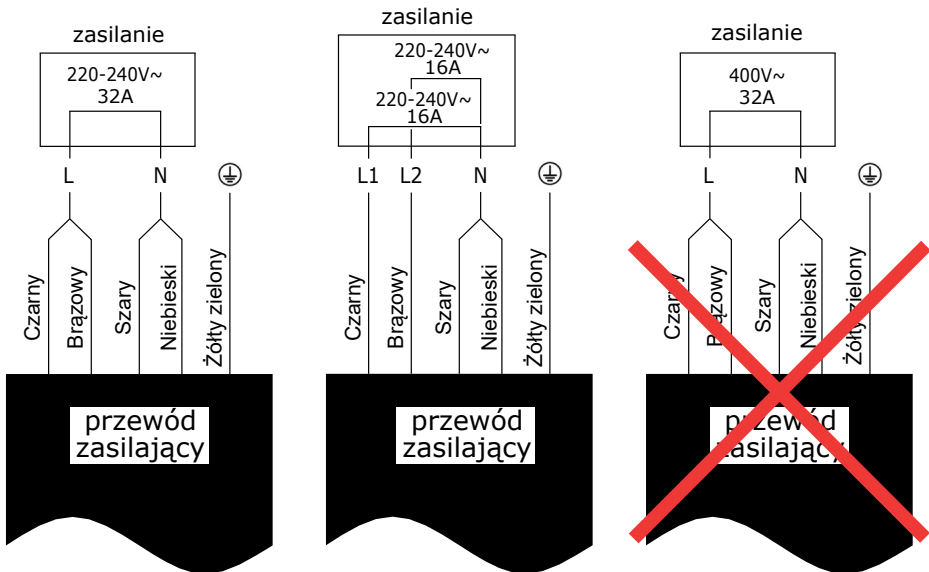 zasilanie
220-240V~
32A
L N
Czarny
Brązowy
Szary
Niebieski
Żółty zielony
przewód
zasilający
zasilanie
220-240V~
16A
220-240V~
16A
L1 L2 N
Czarny
Brązowy
Szary
Niebieski
Żółty zielony
przewód
zasilający
zasilanie
400V~
32A
L N
Czarny
Brązowy
Szary
Niebieski
Żółty zielony
przewód
zasilający